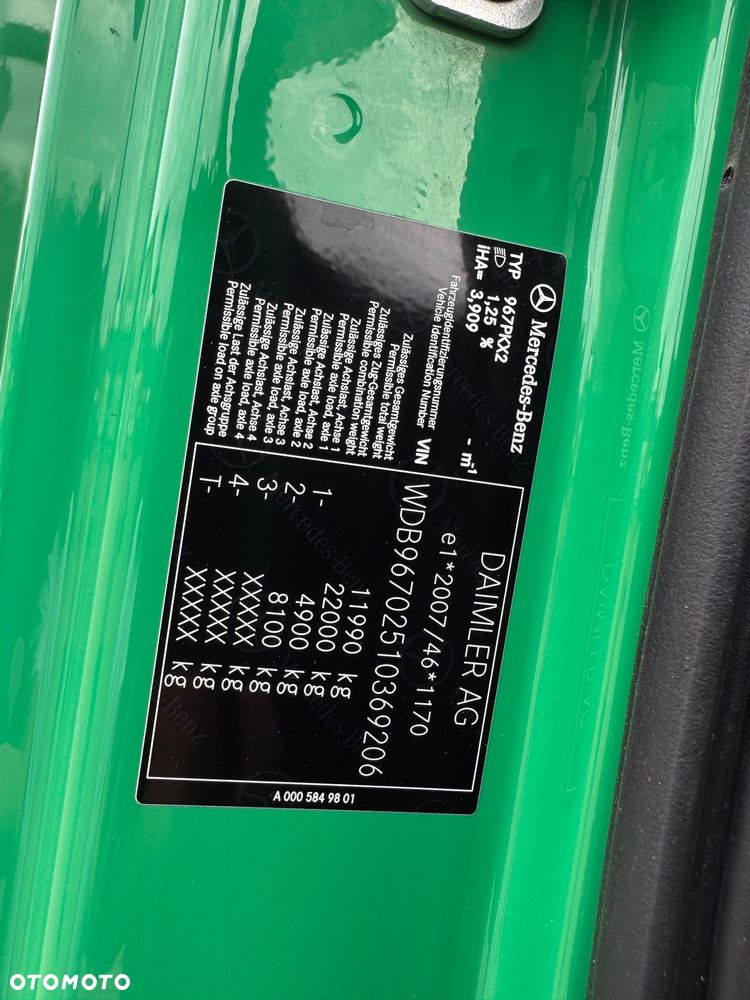 Mercedes-Benz
TYP 967PKX2
1,25 % - m⁻¹
iHA= 3,909
Fahrzeugidentifizierungsnummer
Vehicle Identification Number VIN
DAIMLER AG
e1*2007/46*1170
WDB96702510369206
Zulässiges Gesamtgewicht
Permissible total weight 11990 kg
Zulässiges Zug-Gesamtgewicht
Permissible combination weight 22000 kg
Zulässige Achslast, Achse 1
Permissible axle load, axle 1 1- 4900 kg
Zulässige Achslast, Achse 2
Permissible axle load, axle 2 2- 8100 kg
Zulässige Achslast, Achse 3
Permissible axle load, axle 3 3- XXXXX kg
Zulässige Achslast, Achse 4
Permissible axle load, axle 4 4- XXXXX kg
Zulässige Last der Achsgruppe
Permissible load on axle group T- XXXXX kg
A 000 584 98 01
Mercedes-Benz
DAIMLER AG
OTOMOTO